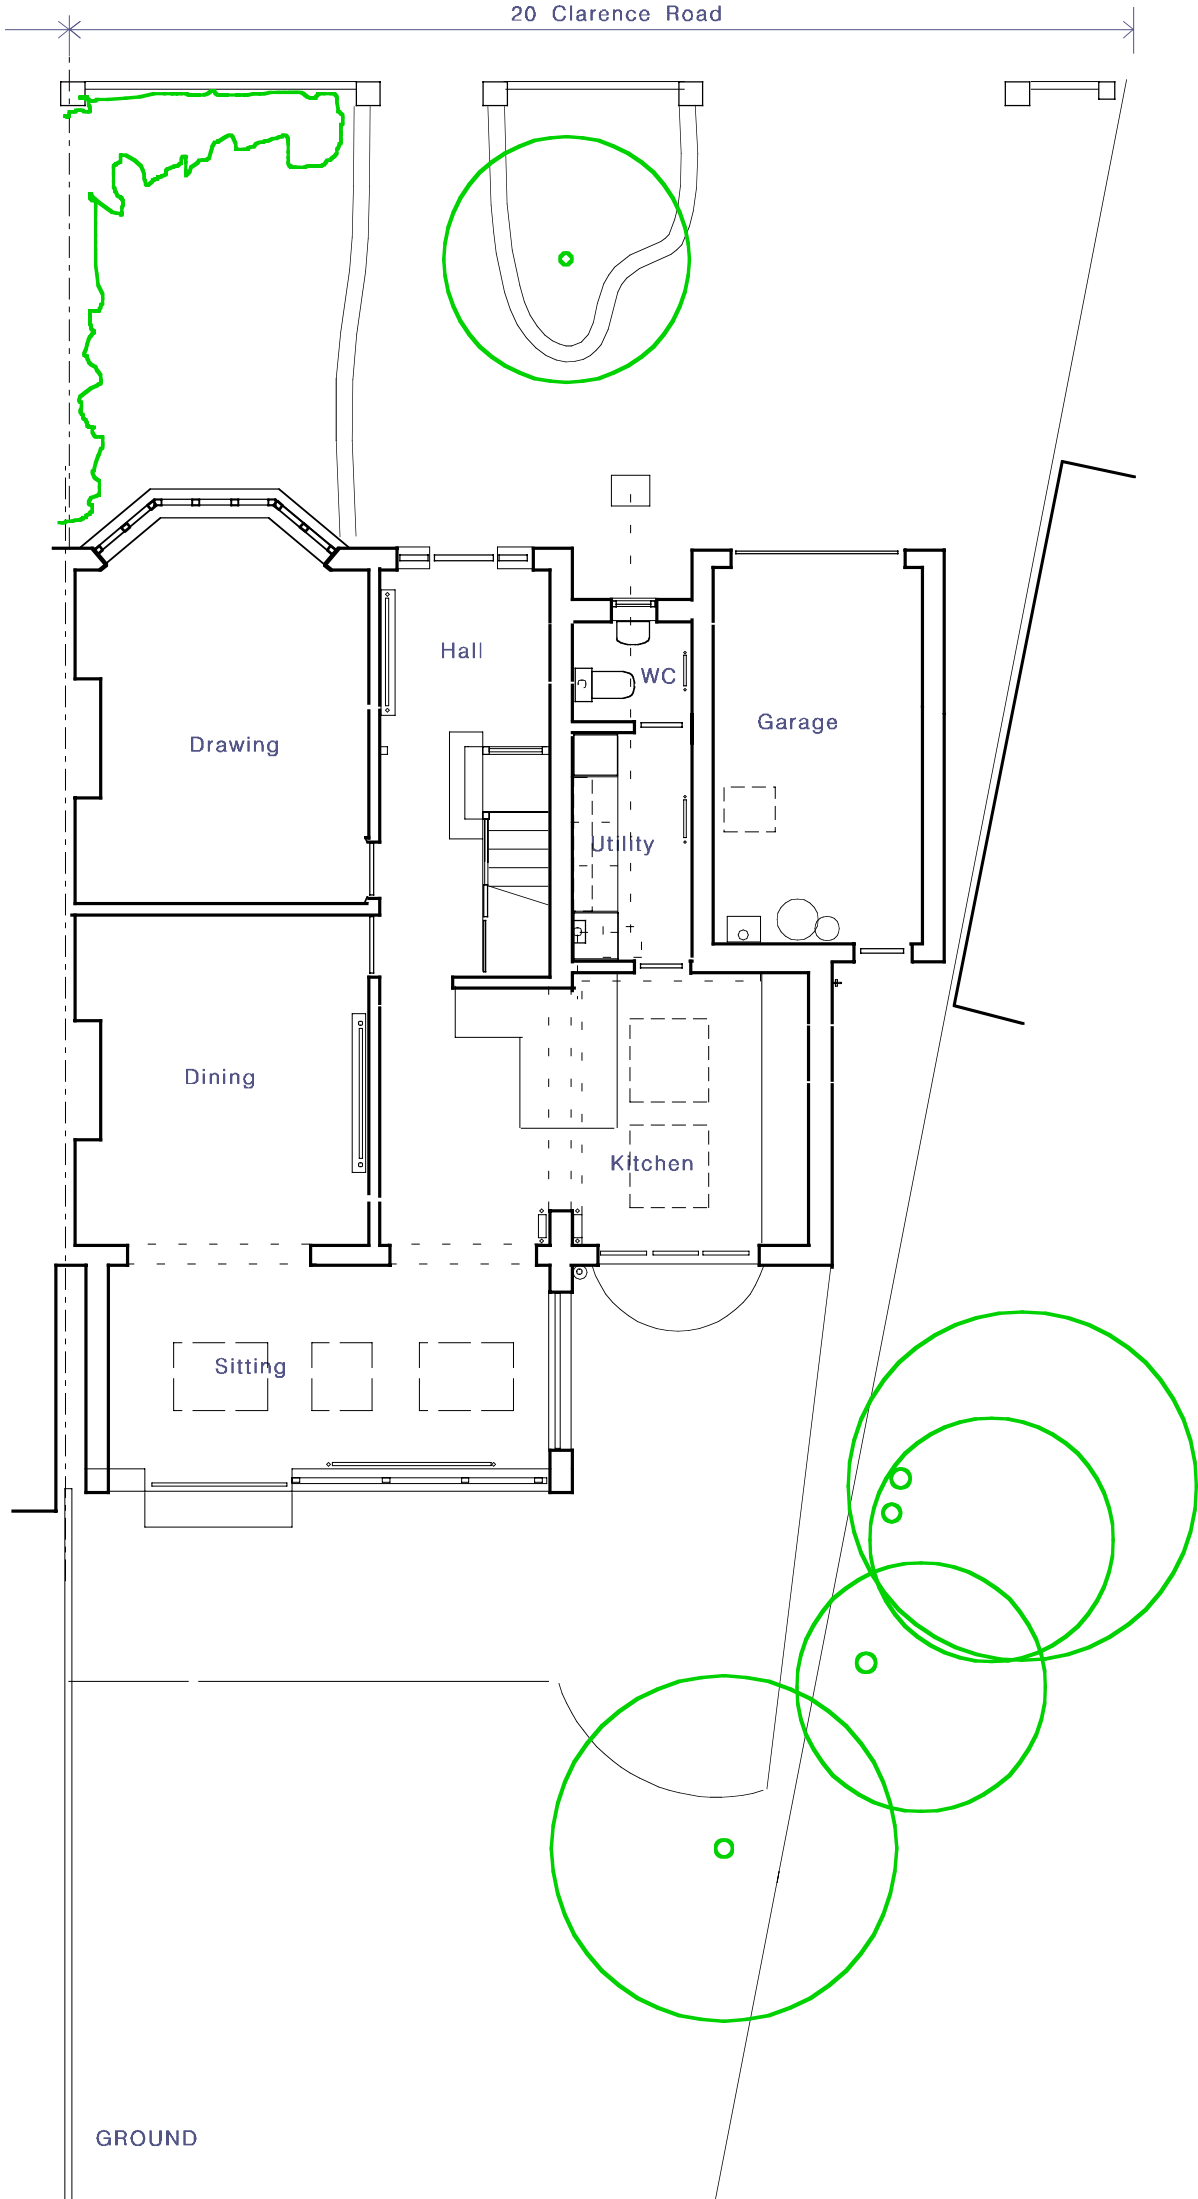 20 Clarence Road
Hall
WC
Garage
Drawing
Utility
Dining
Kitchen
Sitting
GROUND